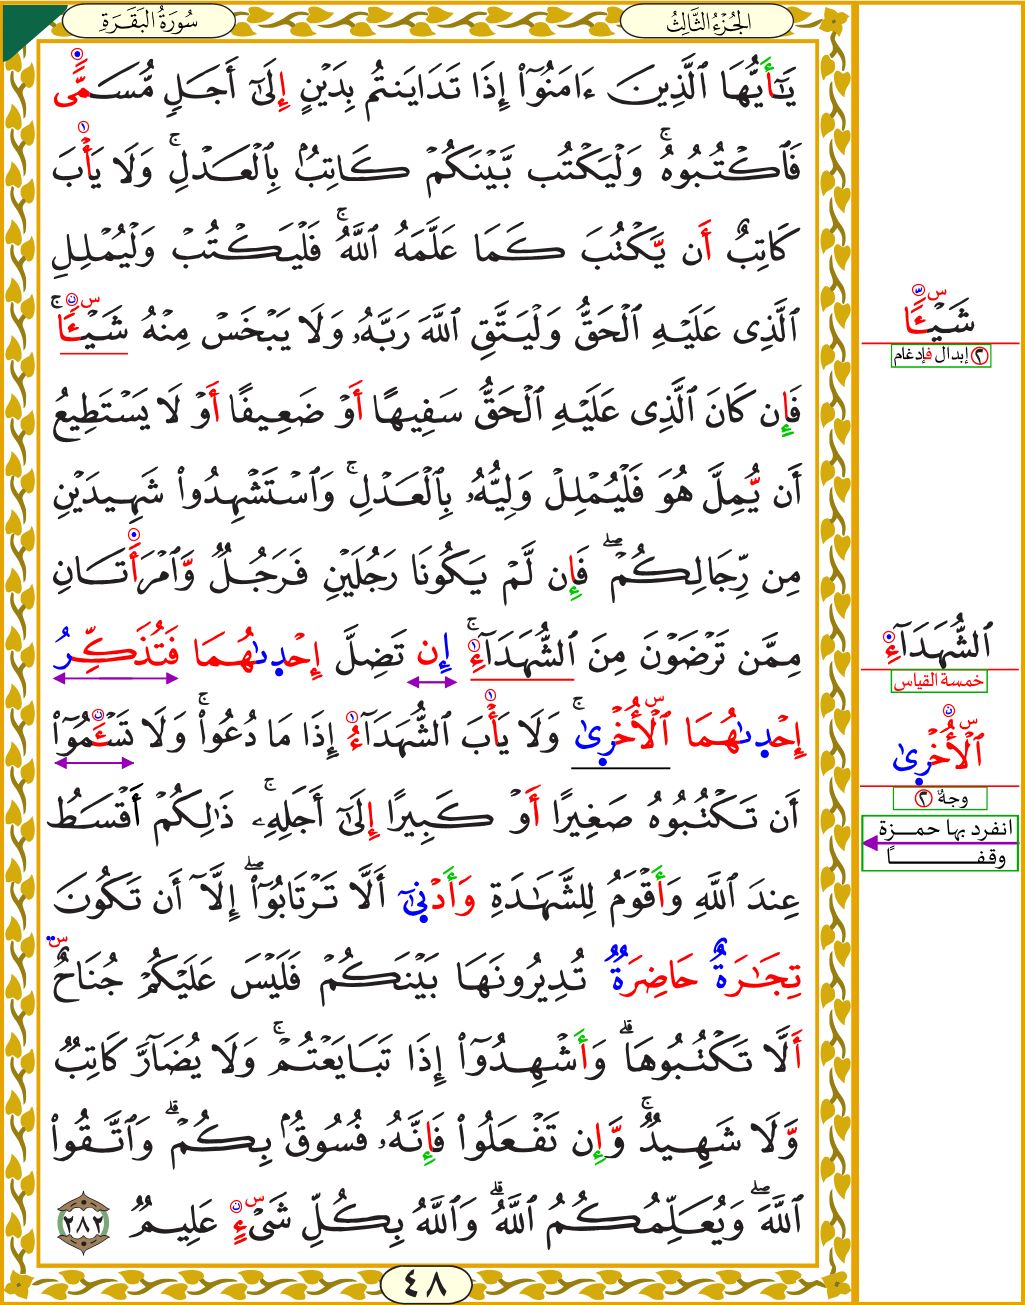 سُورَةُ البَقَرَةِ
الجُزْءُ الثَّالِثُ
يَٰٓأَيُّهَا ٱلَّذِينَ ءَامَنُوٓاْ إِذَا تَدَايَنتُم بِدَيْنٍ إِلَىٰٓ أَجَلٖ مُّسَمّٗى
فَٱكْتُبُوهُۚ وَلْيَكْتُب بَّيْنَكُمْ كَاتِبُۢ بِٱلْعَدْلِۚ وَلَا يَأْبَ
كَاتِبٌ أَن يَّكْتُبَ كَمَا عَلَّمَهُ ٱللَّهُۚ فَلْيَكْتُبْ وَلْيُمْلِلِ
ٱلَّذِى عَلَيْهِ ٱلْحَقُّ وَلْيَتَّقِ ٱللَّهَ رَبَّهُۥ وَلَا يَبْخَسْ مِنْهُ شَيْـًٔاۚ
فَإِن كَانَ ٱلَّذِى عَلَيْهِ ٱلْحَقُّ سَفِيهًا أَوْ ضَعِيفًا أَوْ لَا يَسْتَطِيعُ
أَن يُّمِلَّ هُوَ فَلْيُمْلِلْ وَلِيُّهُۥ بِٱلْعَدْلِۚ وَٱسْتَشْهِدُواْ شَهِيدَيْنِ
مِن رِّجَالِكُمْۖ فَإِن لَّمْ يَكُونَا رَجُلَيْنِ فَرَجُلٌ وَّٱمْرَأَتَانِ
مِمَّن تَرْضَوْنَ مِنَ ٱلشُّهَدَآءِۚ إِن تَضِلَّ إِحْدِىٰهُمَا فَتُذَكِّرُ
إِحْدِىٰهُمَا ٱلْأُخْرِىٰۚ وَلَا يَأْبَ ٱلشُّهَدَآءُ إِذَا مَا دُعُواْۚ وَلَا تَسْـَٔمُوٓاْ
أَن تَكْتُبُوهُ صَغِيرًا أَوْ كَبِيرًا إِلَىٰٓ أَجَلِهِۦۚ ذَٰلِكُمْ أَقْسَطُ
عِندَ ٱللَّهِ وَأَقْوَمُ لِلشَّهَٰدَةِ وَأَدْنِىٰٓ أَلَّا تَرْتَابُوٓاْۖ إِلَّآ أَن تَكُونَ
تِجَٰرَةٌ حَاضِرَةٌ تُدِيرُونَهَا بَيْنَكُمْ فَلَيْسَ عَلَيْكُمْ جُنَاحٌ
أَلَّا تَكْتُبُوهَاۗ وَأَشْهِدُوٓاْ إِذَا تَبَايَعْتُمْۚ وَلَا يُضَآرَّ كَاتِبٌ
وَّلَا شَهِيدٌۚ وَّإِن تَفْعَلُواْ فَإِنَّهُۥ فُسُوقُۢ بِكُمْۗ وَٱتَّقُواْ
ٱللَّهَۖ وَيُعَلِّمُكُمُ ٱللَّهُۗ وَٱللَّهُ بِكُلِّ شَىْءٍ عَلِيمٌ ٢٨٢
٤٨
شَيْـًٔا
٢ إبدال فإدغام
ٱلشُّهَدَآءِ
خمسة القياس
ٱلْأُخْرِىٰ
وجهٌ ٢
انفرد بها حمزة
وقفًا